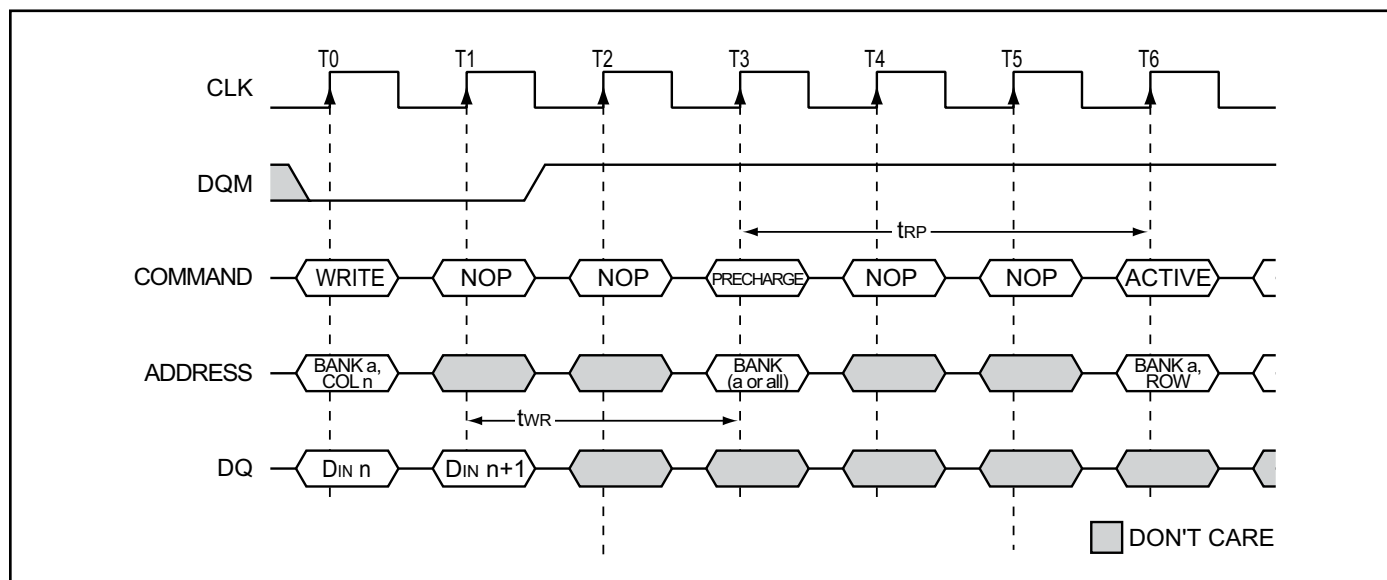 T0 T1 T2 T3 T4 T5 T6
CLK
DQM
tRP
COMMAND WRITE NOP NOP PRECHARGE NOP NOP ACTIVE
ADDRESS BANK a, COL n BANK (a or all) BANK a, ROW
tWR
DQ DIN n DIN n+1
DON'T CARE